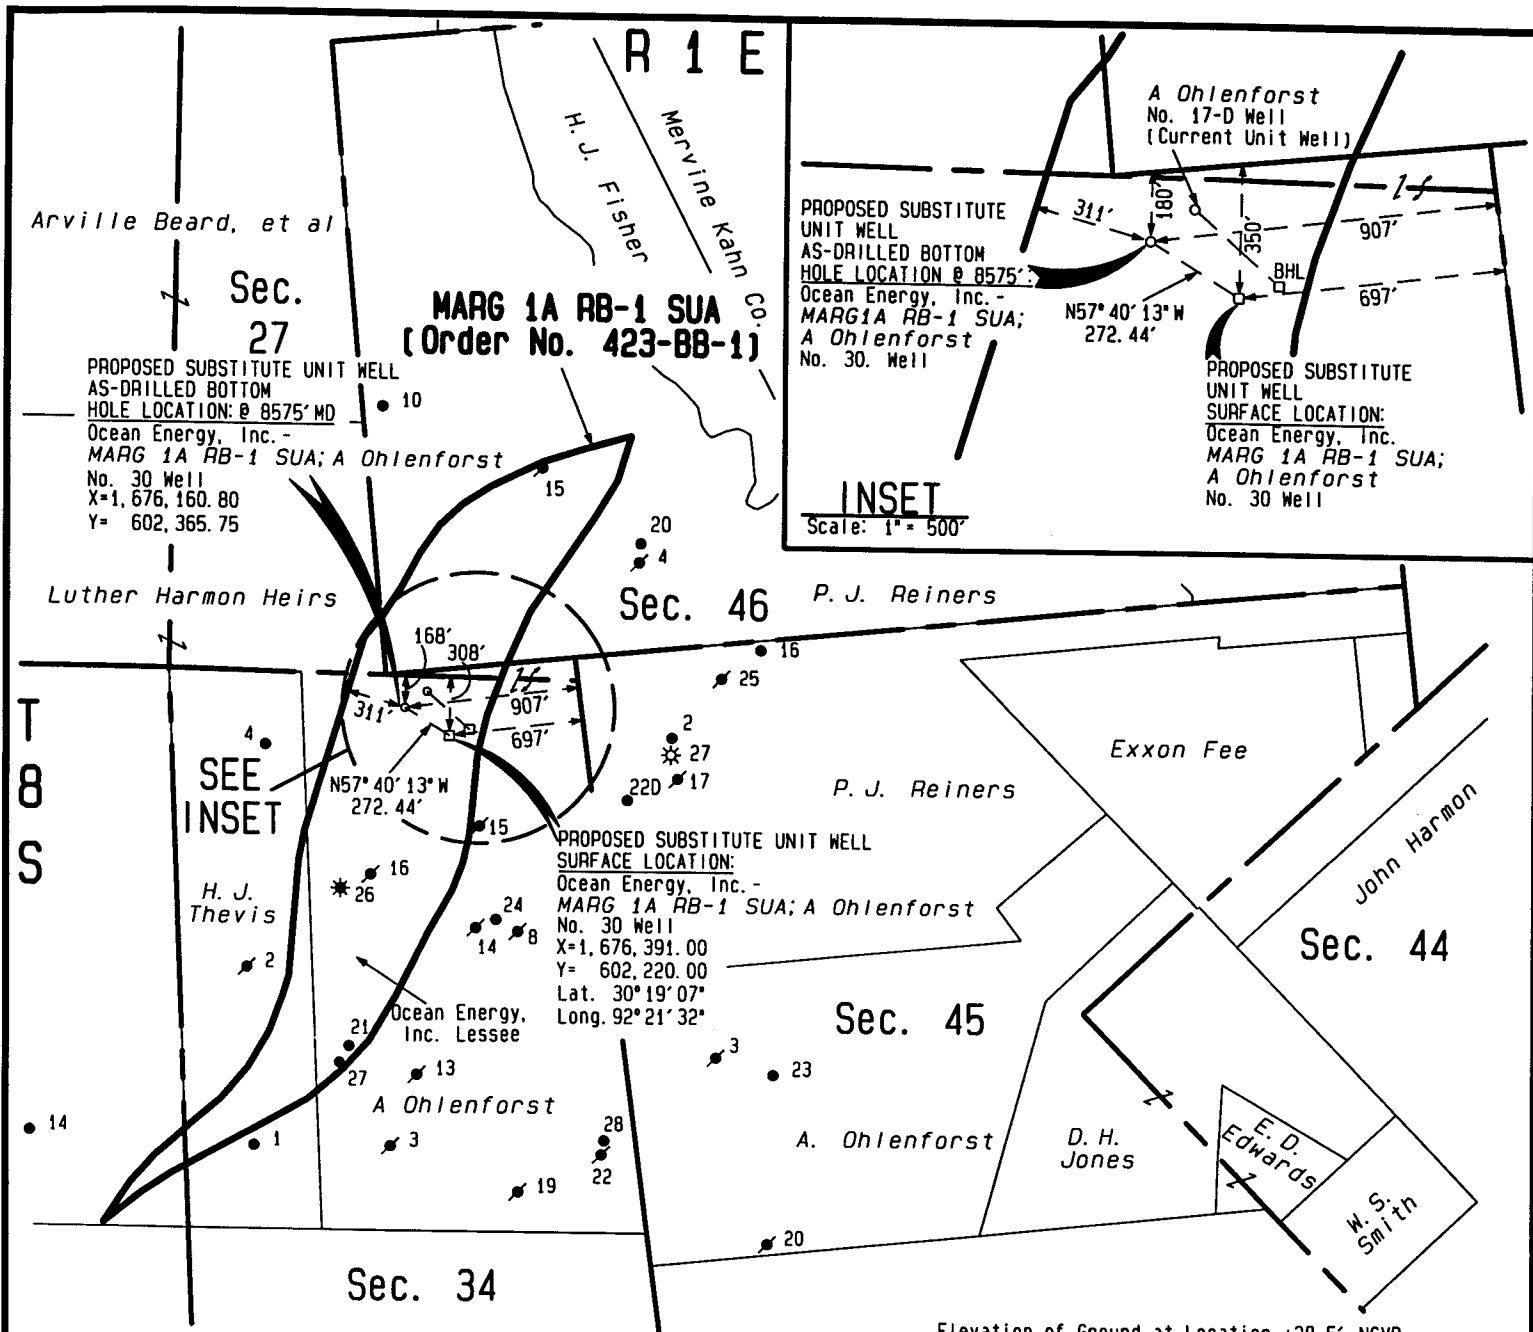 R 1 E
H. J. Fisher
Mervine Kahn Co.
Arville Beard, et al
Sec.
27
MARG 1A RB-1 SUA
(Order No. 423-BB-1)
PROPOSED SUBSTITUTE UNIT WELL
AS-DRILLED BOTTOM
HOLE LOCATION: @ 8575' MD
Ocean Energy, Inc. -
MARG 1A RB-1 SUA; A Ohlenforst
No. 30 Well
X=1,676,160.80
Y= 602,365.75
10
15
20
4
Luther Harmon Heirs
Sec. 46
P. J. Reiners
A Ohlenforst
No. 17-D Well
(Current Unit Well)
PROPOSED SUBSTITUTE
UNIT WELL
AS-DRILLED BOTTOM
HOLE LOCATION @ 8575':
Ocean Energy, Inc. -
MARG1A RB-1 SUA;
A Ohlenforst
No. 30. Well
311'
180'
350'
907'
697'
BHL
N57°40'13"W
272.44'
PROPOSED SUBSTITUTE
UNIT WELL
SURFACE LOCATION:
Ocean Energy, Inc.
MARG 1A RB-1 SUA;
A Ohlenforst
No. 30 Well
INSET
Scale: 1" = 500'
T
8
S
168'
308'
311'
907'
697'
N57°40'13"W
272.44'
SEE
INSET
4
16
25
2
27
17
22D
15
16
26
P. J. Reiners
Exxon Fee
John Harmon
H. J.
Thevis
2
24
14
8
PROPOSED SUBSTITUTE UNIT WELL
SURFACE LOCATION:
Ocean Energy, Inc. -
MARG 1A RB-1 SUA; A Ohlenforst
No. 30 Well
X=1,676,391.00
Y= 602,220.00
Lat. 30°19'07"
Long. 92°21'32"
Ocean Energy,
Inc. Lessee
Sec. 44
Sec. 45
21
27
13
3
23
14
1
A Ohlenforst
3
28
22
19
A. Ohlenforst
D. H.
Jones
E. D.
Edwards
W. S.
Smith
20
Sec. 34